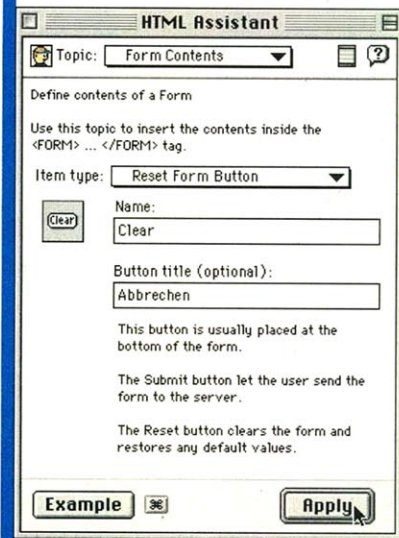 HTML Assistant
Topic: Form Contents
Define contents of a Form
Use this topic to insert the contents inside the
<FORM> ... </FORM> tag.
Item type: Reset Form Button
Clear
Name:
Clear
Button title (optional):
Abbrechen
This button is usually placed at the
bottom of the form.
The Submit button let the user send the
form to the server.
The Reset button clears the form and
restores any default values.
Example ⌘ Apply